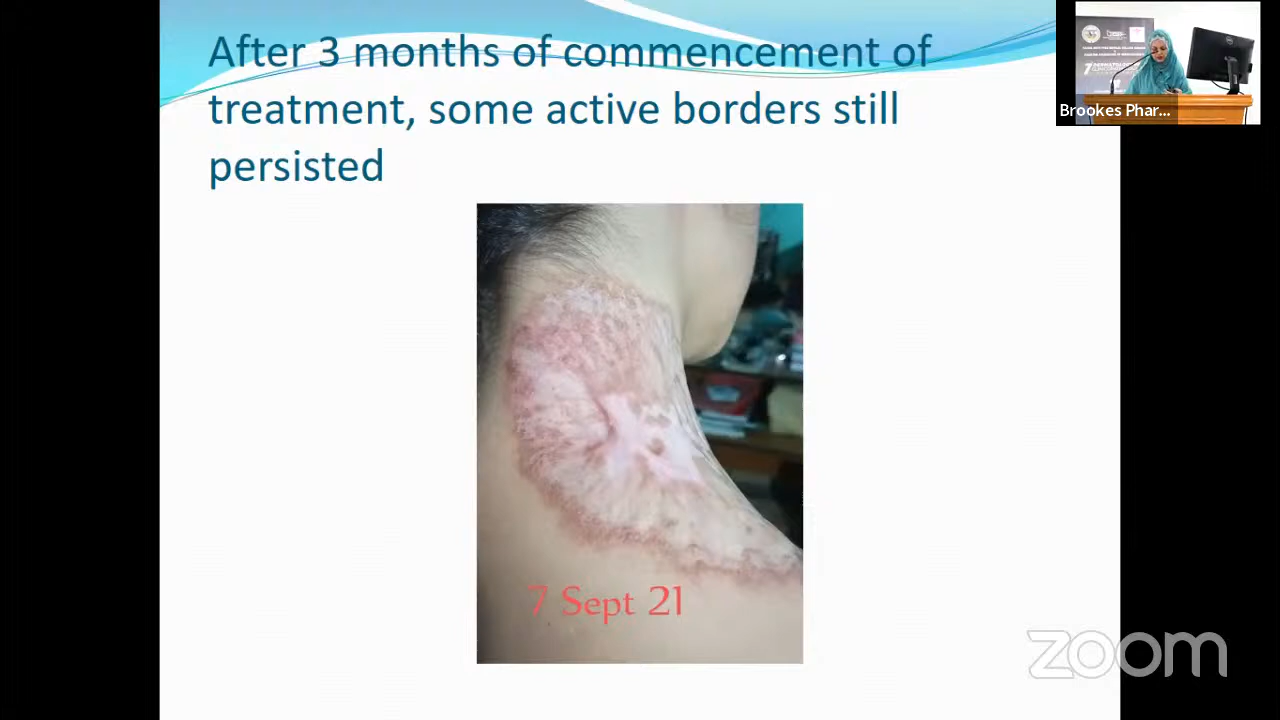 After 3 months of commencement of
treatment, some active borders still
persisted
Brookes Phar...
7 Sept 21
zoom